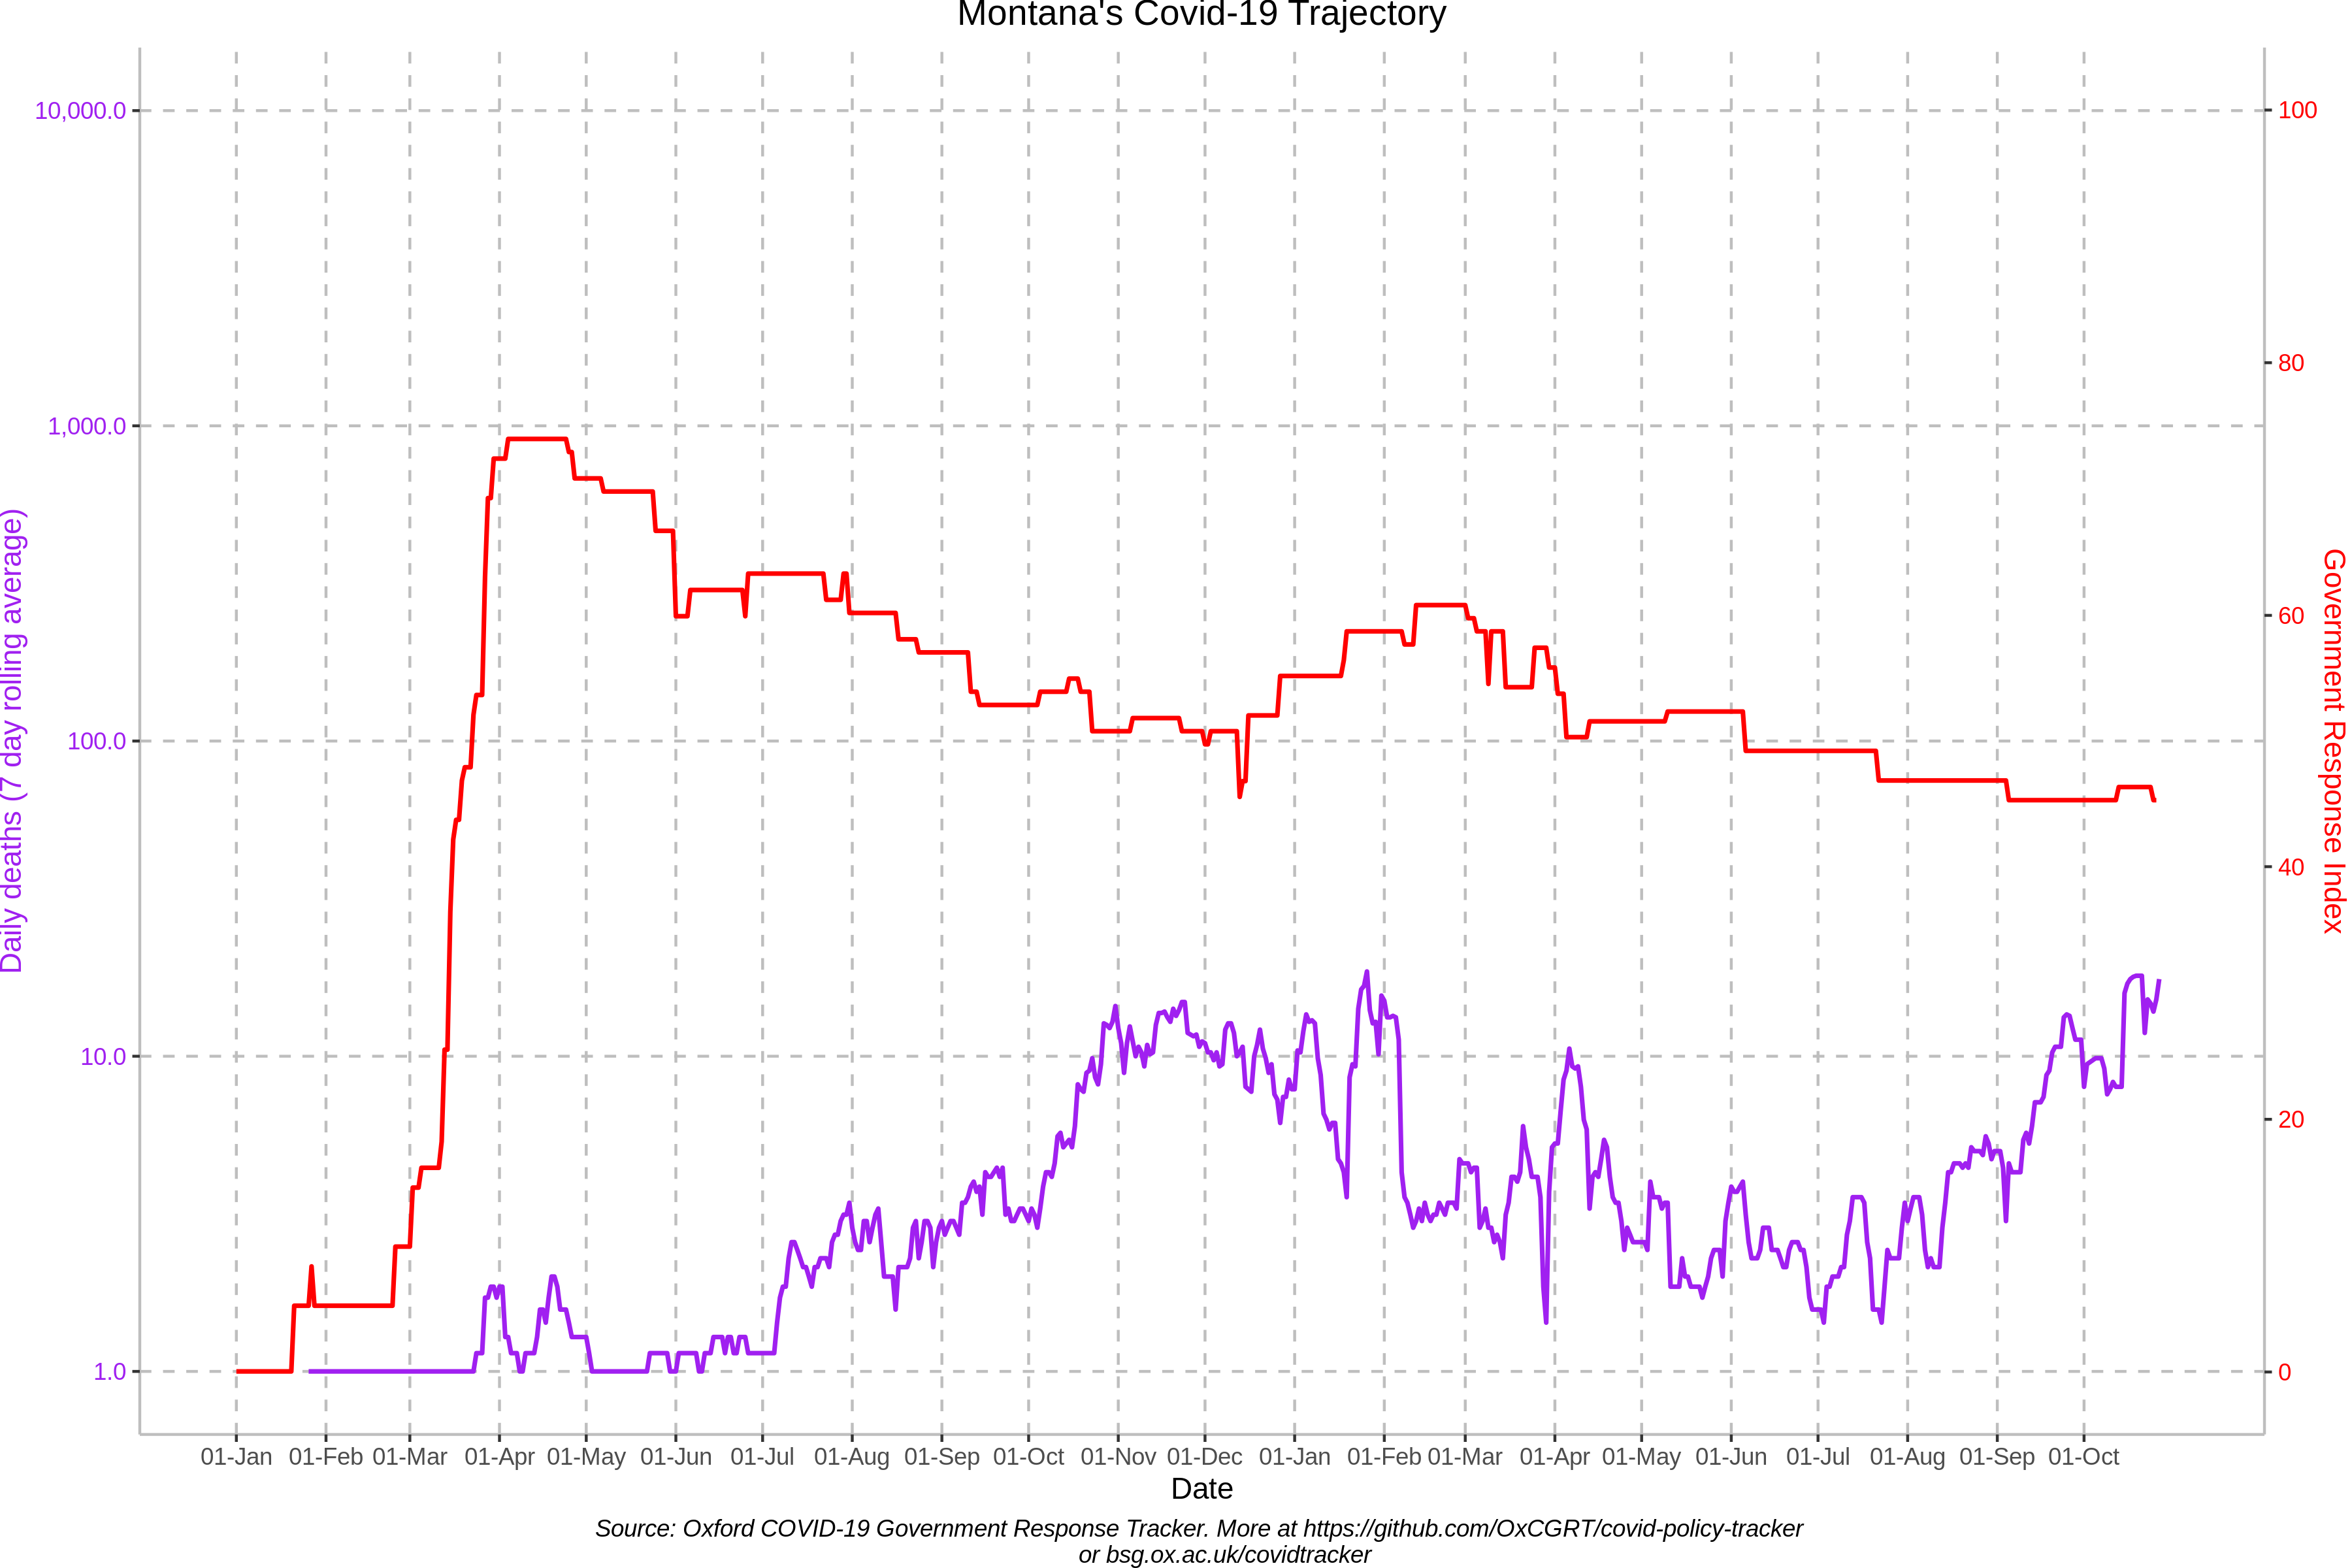 Montana's Covid-19 Trajectory
10,000.0
1,000.0
100.0
10.0
1.0
Daily deaths (7 day rolling average)
100
80
60
40
20
0
Government Response Index
01-Jan 01-Feb 01-Mar 01-Apr 01-May 01-Jun 01-Jul 01-Aug 01-Sep 01-Oct 01-Nov 01-Dec 01-Jan 01-Feb 01-Mar 01-Apr 01-May 01-Jun 01-Jul 01-Aug 01-Sep 01-Oct
Date
Source: Oxford COVID-19 Government Response Tracker. More at https://github.com/OxCGRT/covid-policy-tracker
or bsg.ox.ac.uk/covidtracker